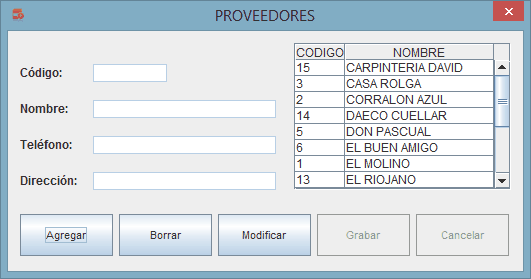 PROVEEDORES
Código:
Nombre:
Teléfono:
Dirección:
CODIGO NOMBRE
15 CARPINTERIA DAVID
3 CASA ROLGA
2 CORRALON AZUL
14 DAECO CUELLAR
5 DON PASCUAL
6 EL BUEN AMIGO
1 EL MOLINO
13 EL RIOJANO
Agregar Borrar Modificar Grabar Cancelar